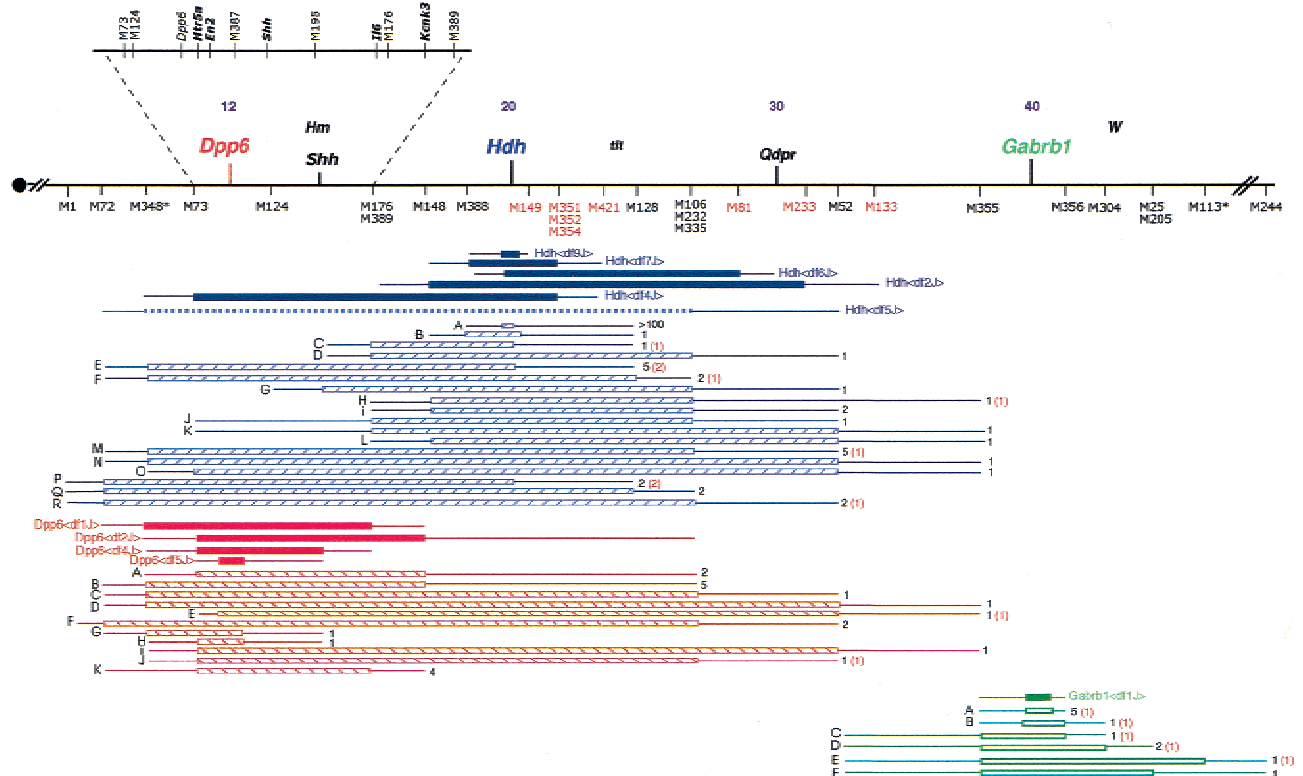 M73 M124 Dpp6 Htr5a En2 M387 Shh M198 Il6 M176 Kcnk3 M389
12 20 30 40
Hm tlt W
Dpp6 Shh Hdh Qdpr Gabrb1
M1 M72 M348* M73 M124 M176 M148 M388 M149 M351 M421 M128 M106 M81 M233 M52 M133 M355 M356 M304 M25 M113* M244
M389 M352 M232 M205
M354 M335
Hdh<df9J>
Hdh<df7J>
Hdh<df6J>
Hdh<df2J>
Hdh<df4J>
Hdh<df5J>
A >100
B 1
C 1 (1)
D 1
E 5 (2)
F 2 (1)
G 1
H 1 (1)
I 2
J 1
K 1
L 1
M 5 (1)
N 1
O 1
P 2 (2)
Q 2
R 2 (1)
Dpp6<df1J>
Dpp6<df2J>
Dpp6<df4J>
Dpp6<df5J>
A 2
B 5
C 1
D 1
E 1 (1)
F 2
G 1
H 1
I 1
J 1 (1)
K 4
Gabrb1<df1J>
A 5 (1)
B 1 (1)
C 1 (1)
D 2 (1)
E 1 (1)
F 1